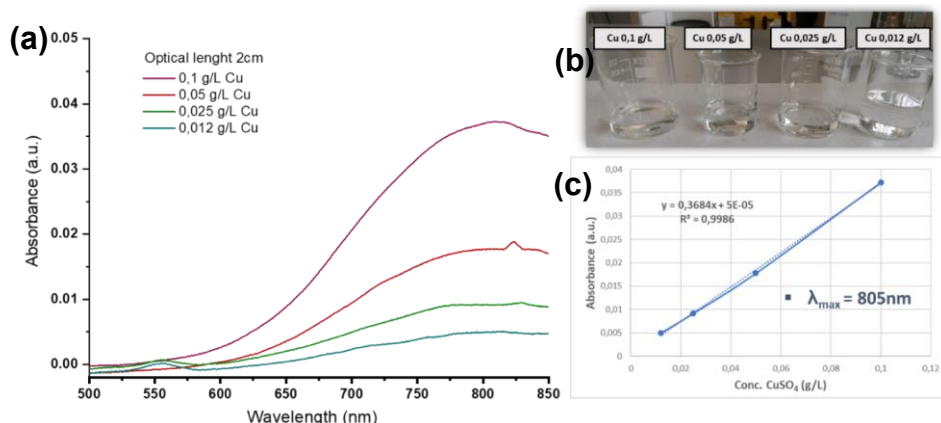 (a)
0.05
0.04
0.03
0.02
0.01
0.00
Absorbance (a.u.)
Optical lenght 2cm
0,1 g/L Cu
0,05 g/L Cu
0,025 g/L Cu
0,012 g/L Cu
500 550 600 650 700 750 800 850
Wavelength (nm)
(b)
Cu 0,1 g/L
Cu 0,05 g/L
Cu 0,025 g/L
Cu 0,012 g/L
(c)
0,04
0,035
0,03
0,025
0,02
0,015
0,01
0,005
0
Absorbance (a.u.)
y = 0,3684x + 5E-05
R² = 0,9986
▪ λmax = 805nm
0 0,02 0,04 0,06 0,08 0,1 0,12
Conc. CuSO₄ (g/L)